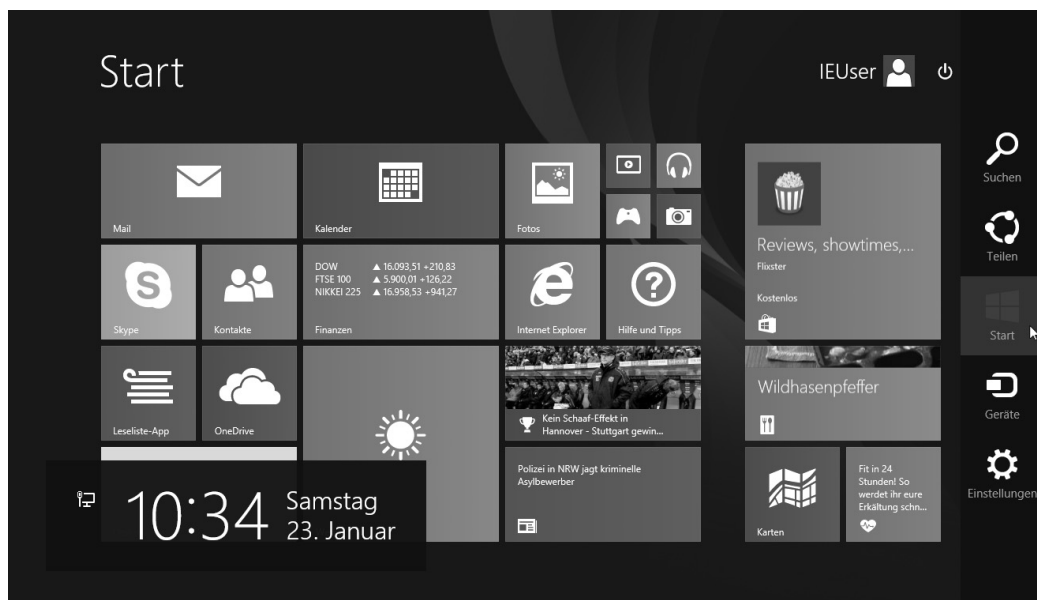 Start
IEUser
Suchen
Teilen
Start
Geräte
Einstellungen
Mail
Kalender
Fotos
Reviews, showtimes,...
Flixster
Kostenlos
Skype
Kontakte
DOW ▲ 16.093,51 +210,83
FTSE 100 ▲ 5.900,01 +126,22
NIKKEI 225 ▲ 16.958,53 +941,27
Finanzen
Internet Explorer
Hilfe und Tipps
Leseliste-App
OneDrive
Kein Schaaf-Effekt in
Hannover - Stuttgart gewin...
Wildhasenpfeffer
Polizei in NRW jagt kriminelle
Asylbewerber
Karten
Fit in 24
Stunden! So
werdet ihr eure
Erkältung schn...
10:34
Samstag
23. Januar